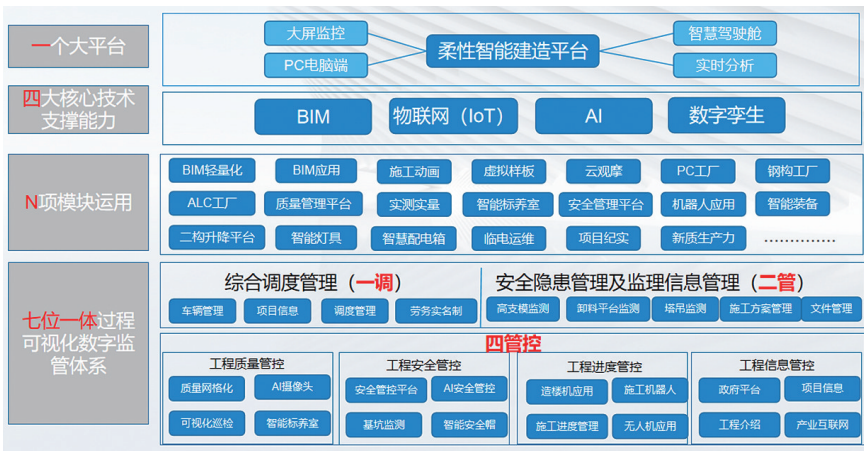 一个大平台
大屏监控
PC电脑端
柔性智能建造平台
智慧驾驶舱
实时分析
四大核心技术
支撑能力
BIM
物联网（IoT）
AI
数字孪生
N项模块运用
BIM轻量化
BIM应用
施工动画
虚拟样板
云观摩
PC工厂
钢构工厂
ALC工厂
质量管理平台
实测实量
智能标养室
安全管理平台
机器人应用
智能装备
二构升降平台
智能灯具
智慧配电箱
临电运维
项目纪实
新质生产力
…………..
七位一体过程
可视化数字监
管体系
综合调度管理（一调）
车辆管理
项目信息
调度管理
劳务实名制
安全隐患管理及监理信息管理（二管）
高支模监测
卸料平台监测
塔吊监测
施工方案管理
文件管理
四管控
工程质量管控
质量网格化
AI摄像头
可视化巡检
智能标养室
工程安全管控
安全管控平台
AI安全管控
基坑监测
智能安全帽
工程进度管控
造楼机应用
施工机器人
施工进度管理
无人机应用
工程信息管控
政府平台
项目信息
工程介绍
产业互联网